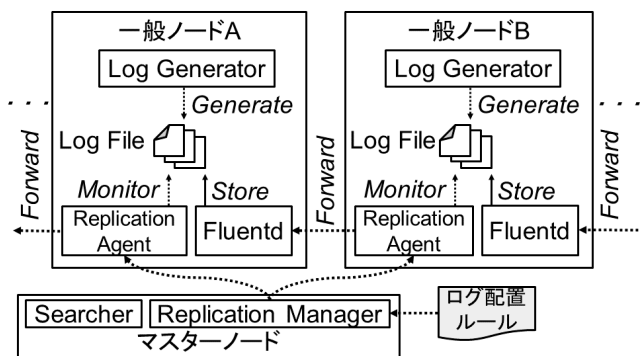 一般ノードA
Log Generator
Generate
Log File
Monitor
Store
Replication
Agent
Fluentd
Forward
一般ノードB
Log Generator
Generate
Log File
Monitor
Store
Replication
Agent
Fluentd
Forward
Forward
Searcher
Replication Manager
マスターノード
ログ配置
ルール